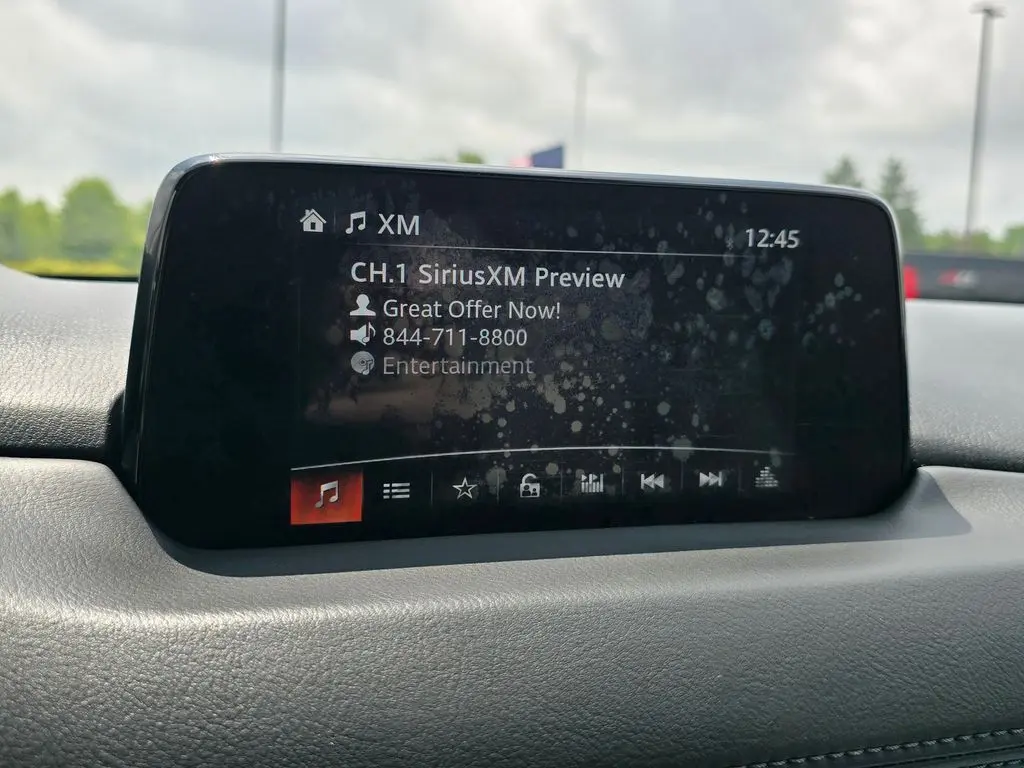 XM
12:45
CH.1 SiriusXM Preview
Great Offer Now!
844-711-8800
Entertainment